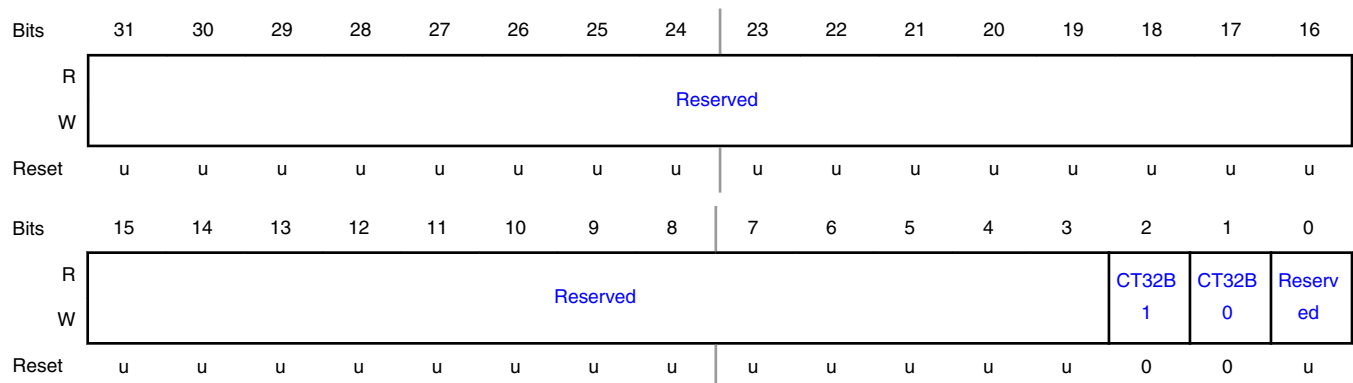 Bits 31 30 29 28 27 26 25 24 23 22 21 20 19 18 17 16
R
Reserved
W
Reset u u u u u u u u u u u u u u u u
Bits 15 14 13 12 11 10 9 8 7 6 5 4 3 2 1 0
R CT32B CT32B Reserv
Reserved
W 1 0 ed
Reset u u u u u u u u u u u u u 0 0 u